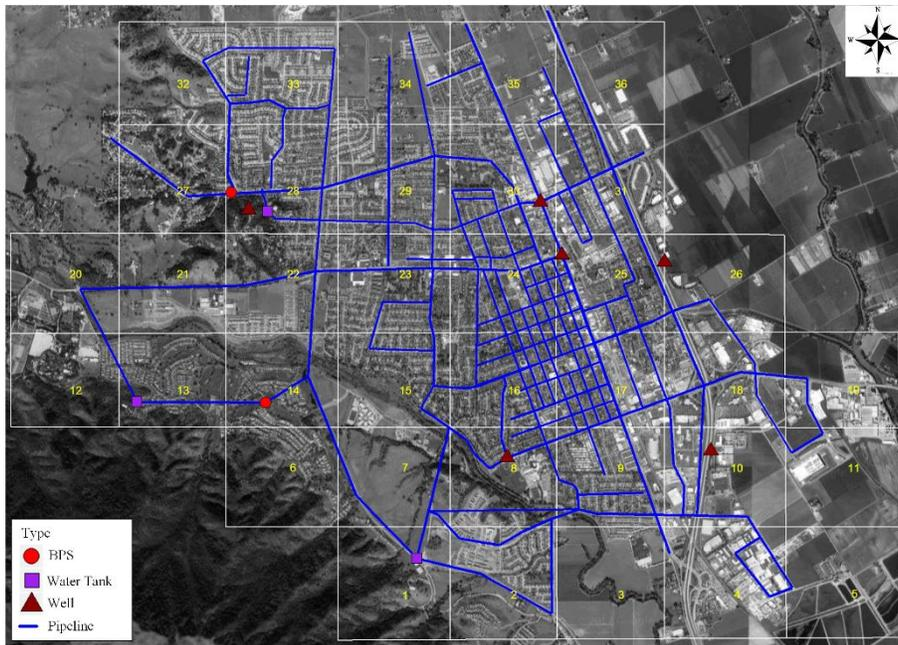 N
W E
S
32 33 34 35 36
27 28 29 30 31
20 21 22 23 24 25 26
12 13 14 15 16 17 18 19
6 7 8 9 10 11
1 2 3 4 5
Type
BPS
Water Tank
Well
Pipeline